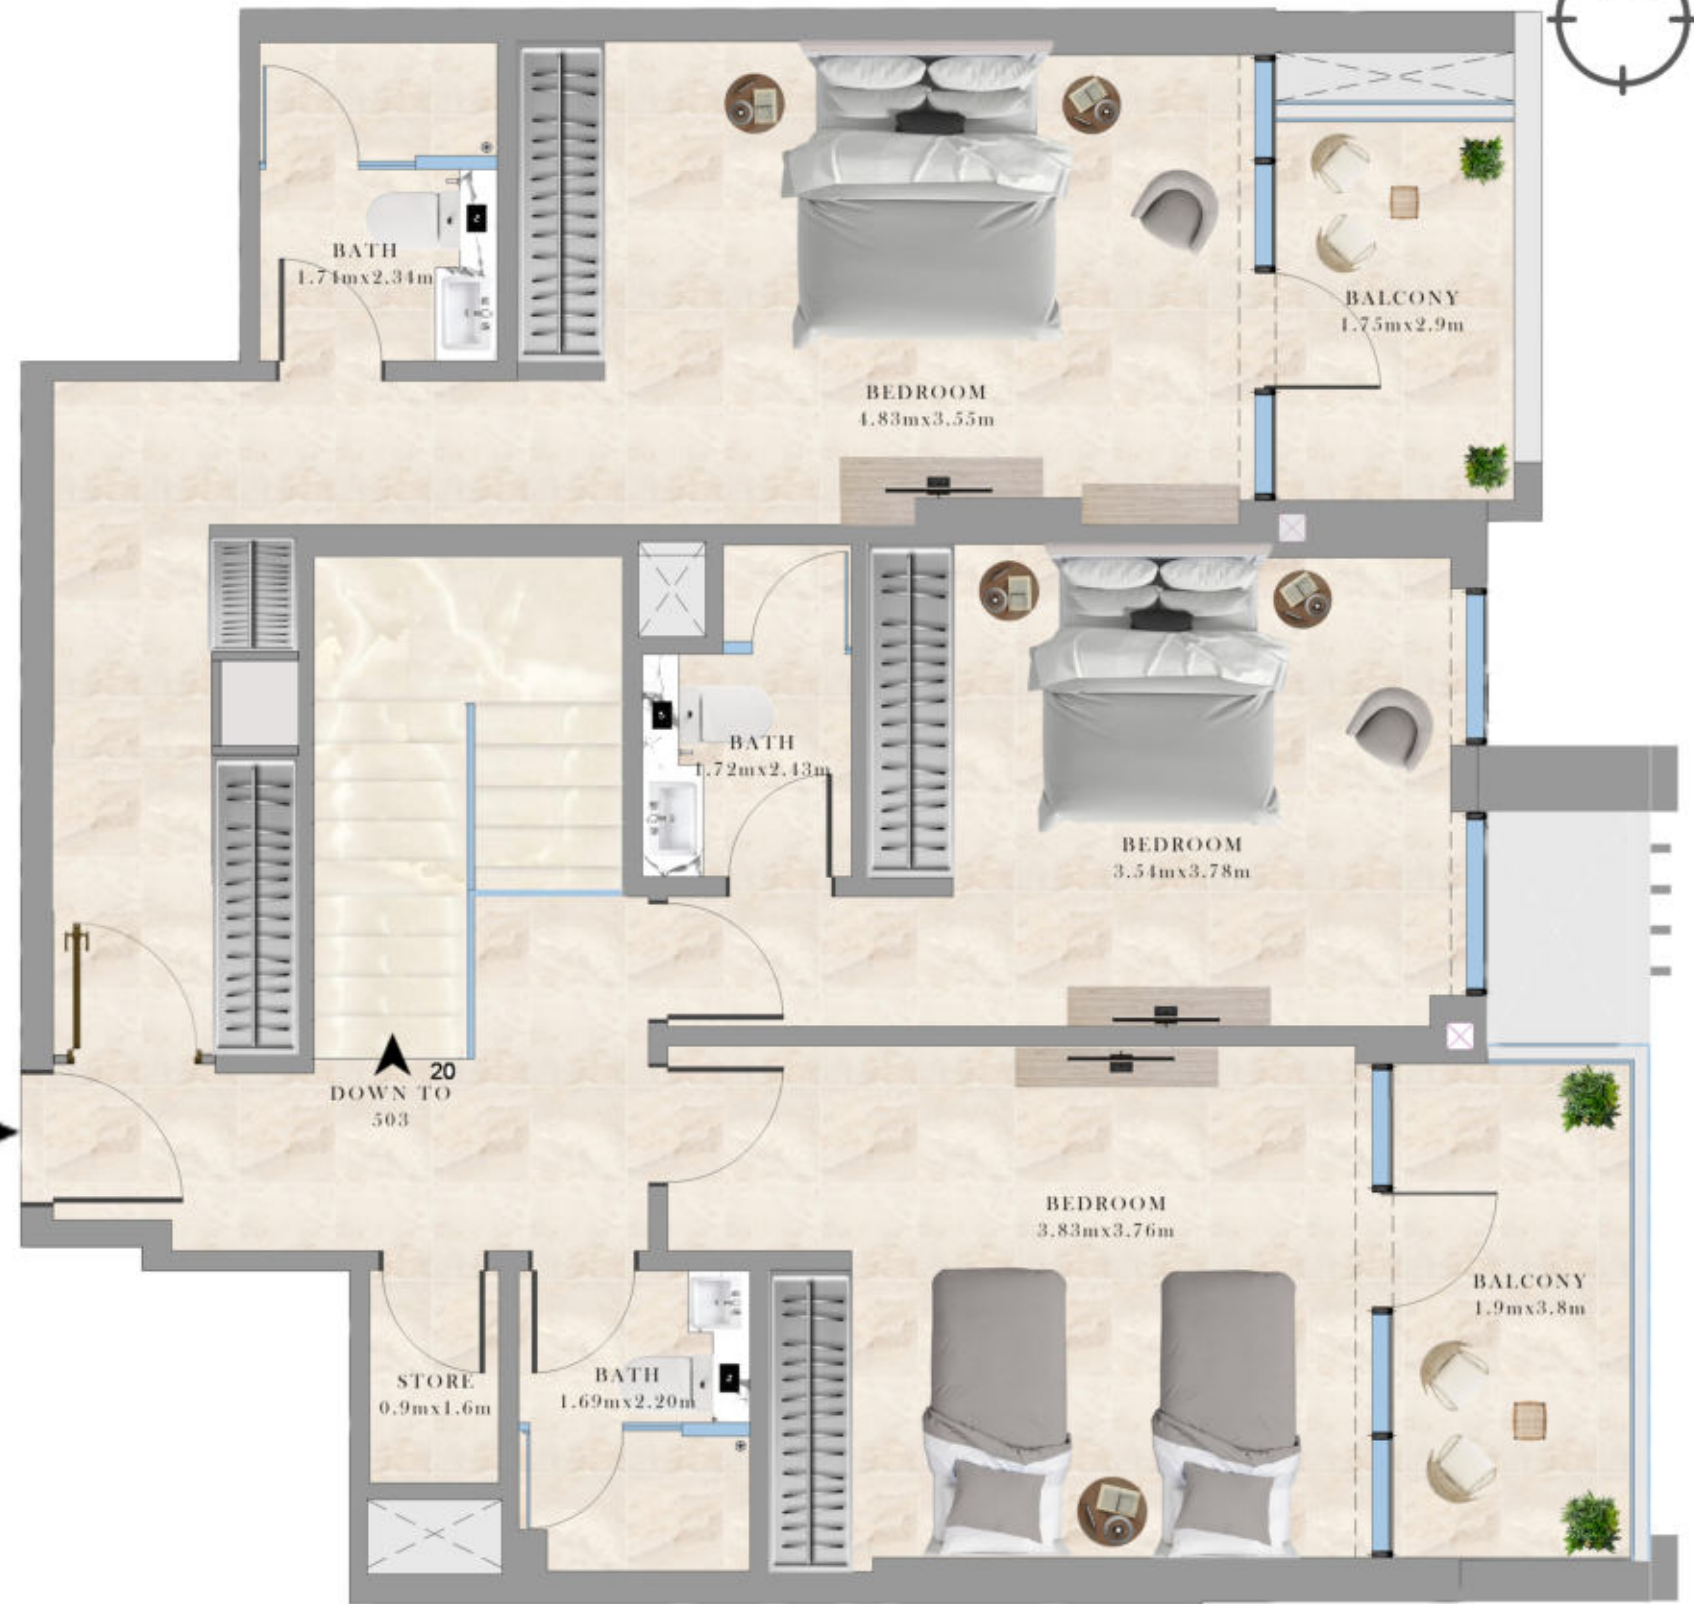 BATH
1.74mx2.34m
BALCONY
1.75mx2.9m
BEDROOM
4.83mx3.55m
BATH
1.72mx2.43m
BEDROOM
3.54mx3.78m
20
DOWN TO
503
BEDROOM
3.83mx3.76m
BALCONY
1.9mx3.8m
STORE
0.9mx1.6m
BATH
1.69mx2.20m